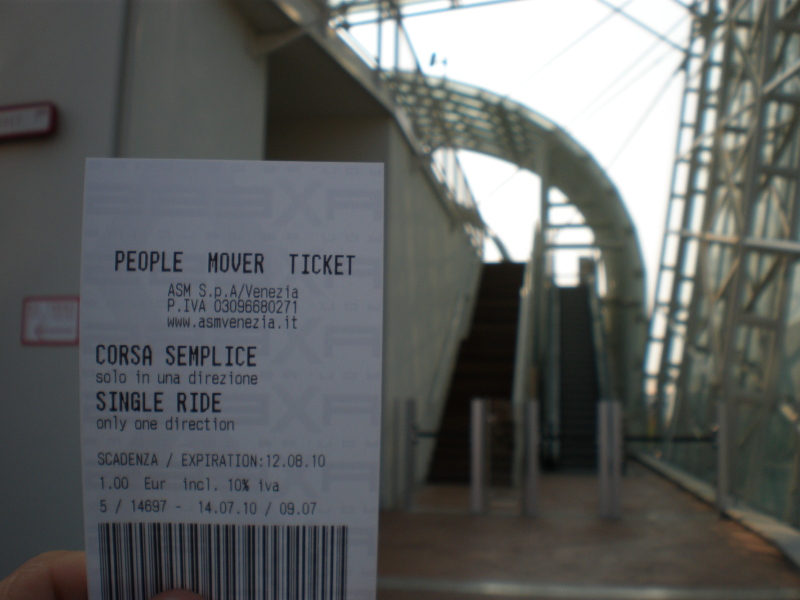 PEOPLE MOVER TICKET
ASM S.p.A/Venezia
P.IVA 03096680271
www.asmvenezia.it
CORSA SEMPLICE
solo in una direzione
SINGLE RIDE
only one direction
SCADENZA / EXPIRATION:12.08.10
1.00 Eur incl. 10% iva
5 / 14697 - 14.07.10 / 09.07